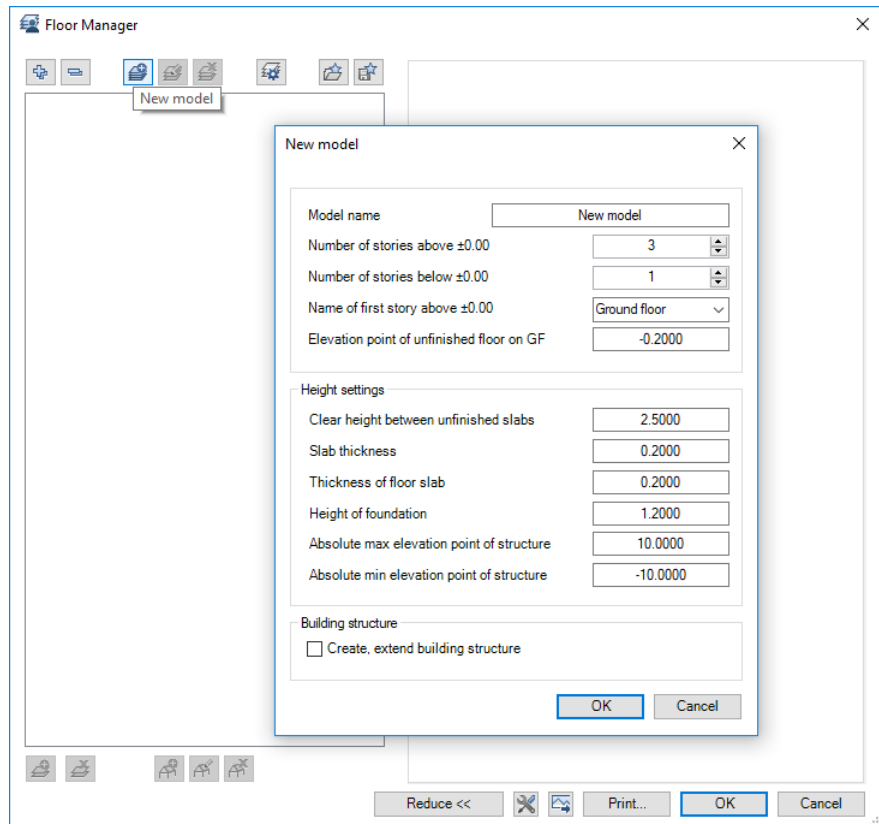 Floor Manager
New model
New model
Model name New model
Number of stories above ±0.00 3
Number of stories below ±0.00 1
Name of first story above ±0.00 Ground floor
Elevation point of unfinished floor on GF -0.2000
Height settings
Clear height between unfinished slabs 2.5000
Slab thickness 0.2000
Thickness of floor slab 0.2000
Height of foundation 1.2000
Absolute max elevation point of structure 10.0000
Absolute min elevation point of structure -10.0000
Building structure
Create, extend building structure
OK Cancel
Reduce << Print... OK Cancel